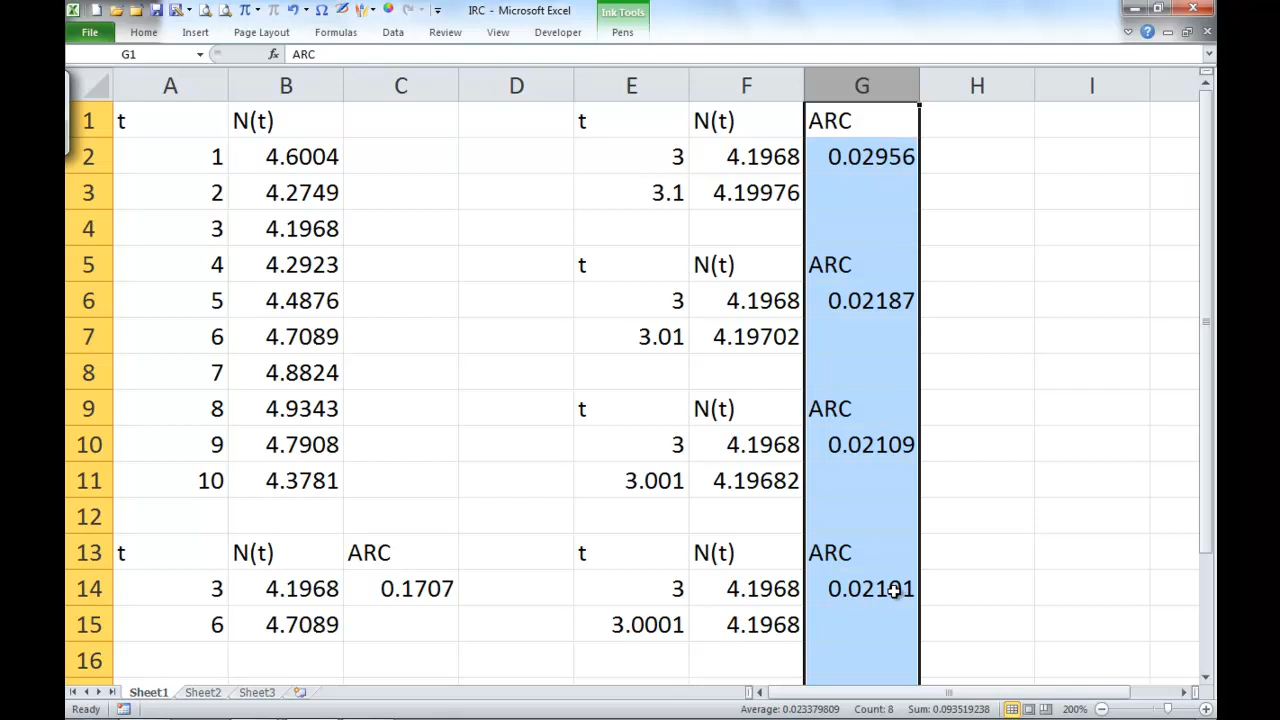 IRC - Microsoft Excel
Ink Tools
File Home Insert Page Layout Formulas Data Review View Developer Pens
G1 fx ARC
A B C D E F G H I
1 t N(t) t N(t) ARC
2 1 4.6004 3 4.1968 0.02956
3 2 4.2749 3.1 4.19976
4 3 4.1968
5 4 4.2923 t N(t) ARC
6 5 4.4876 3 4.1968 0.02187
7 6 4.7089 3.01 4.19702
8 7 4.8824
9 8 4.9343 t N(t) ARC
10 9 4.7908 3 4.1968 0.02109
11 10 4.3781 3.001 4.19682
12
13 t N(t) ARC t N(t) ARC
14 3 4.1968 0.1707 3 4.1968
15 6 4.7089 3.0001 4.1968
16
Sheet1 Sheet2 Sheet3
Ready Average: 0.023379809 Count: 8 Sum: 0.093519238 200%